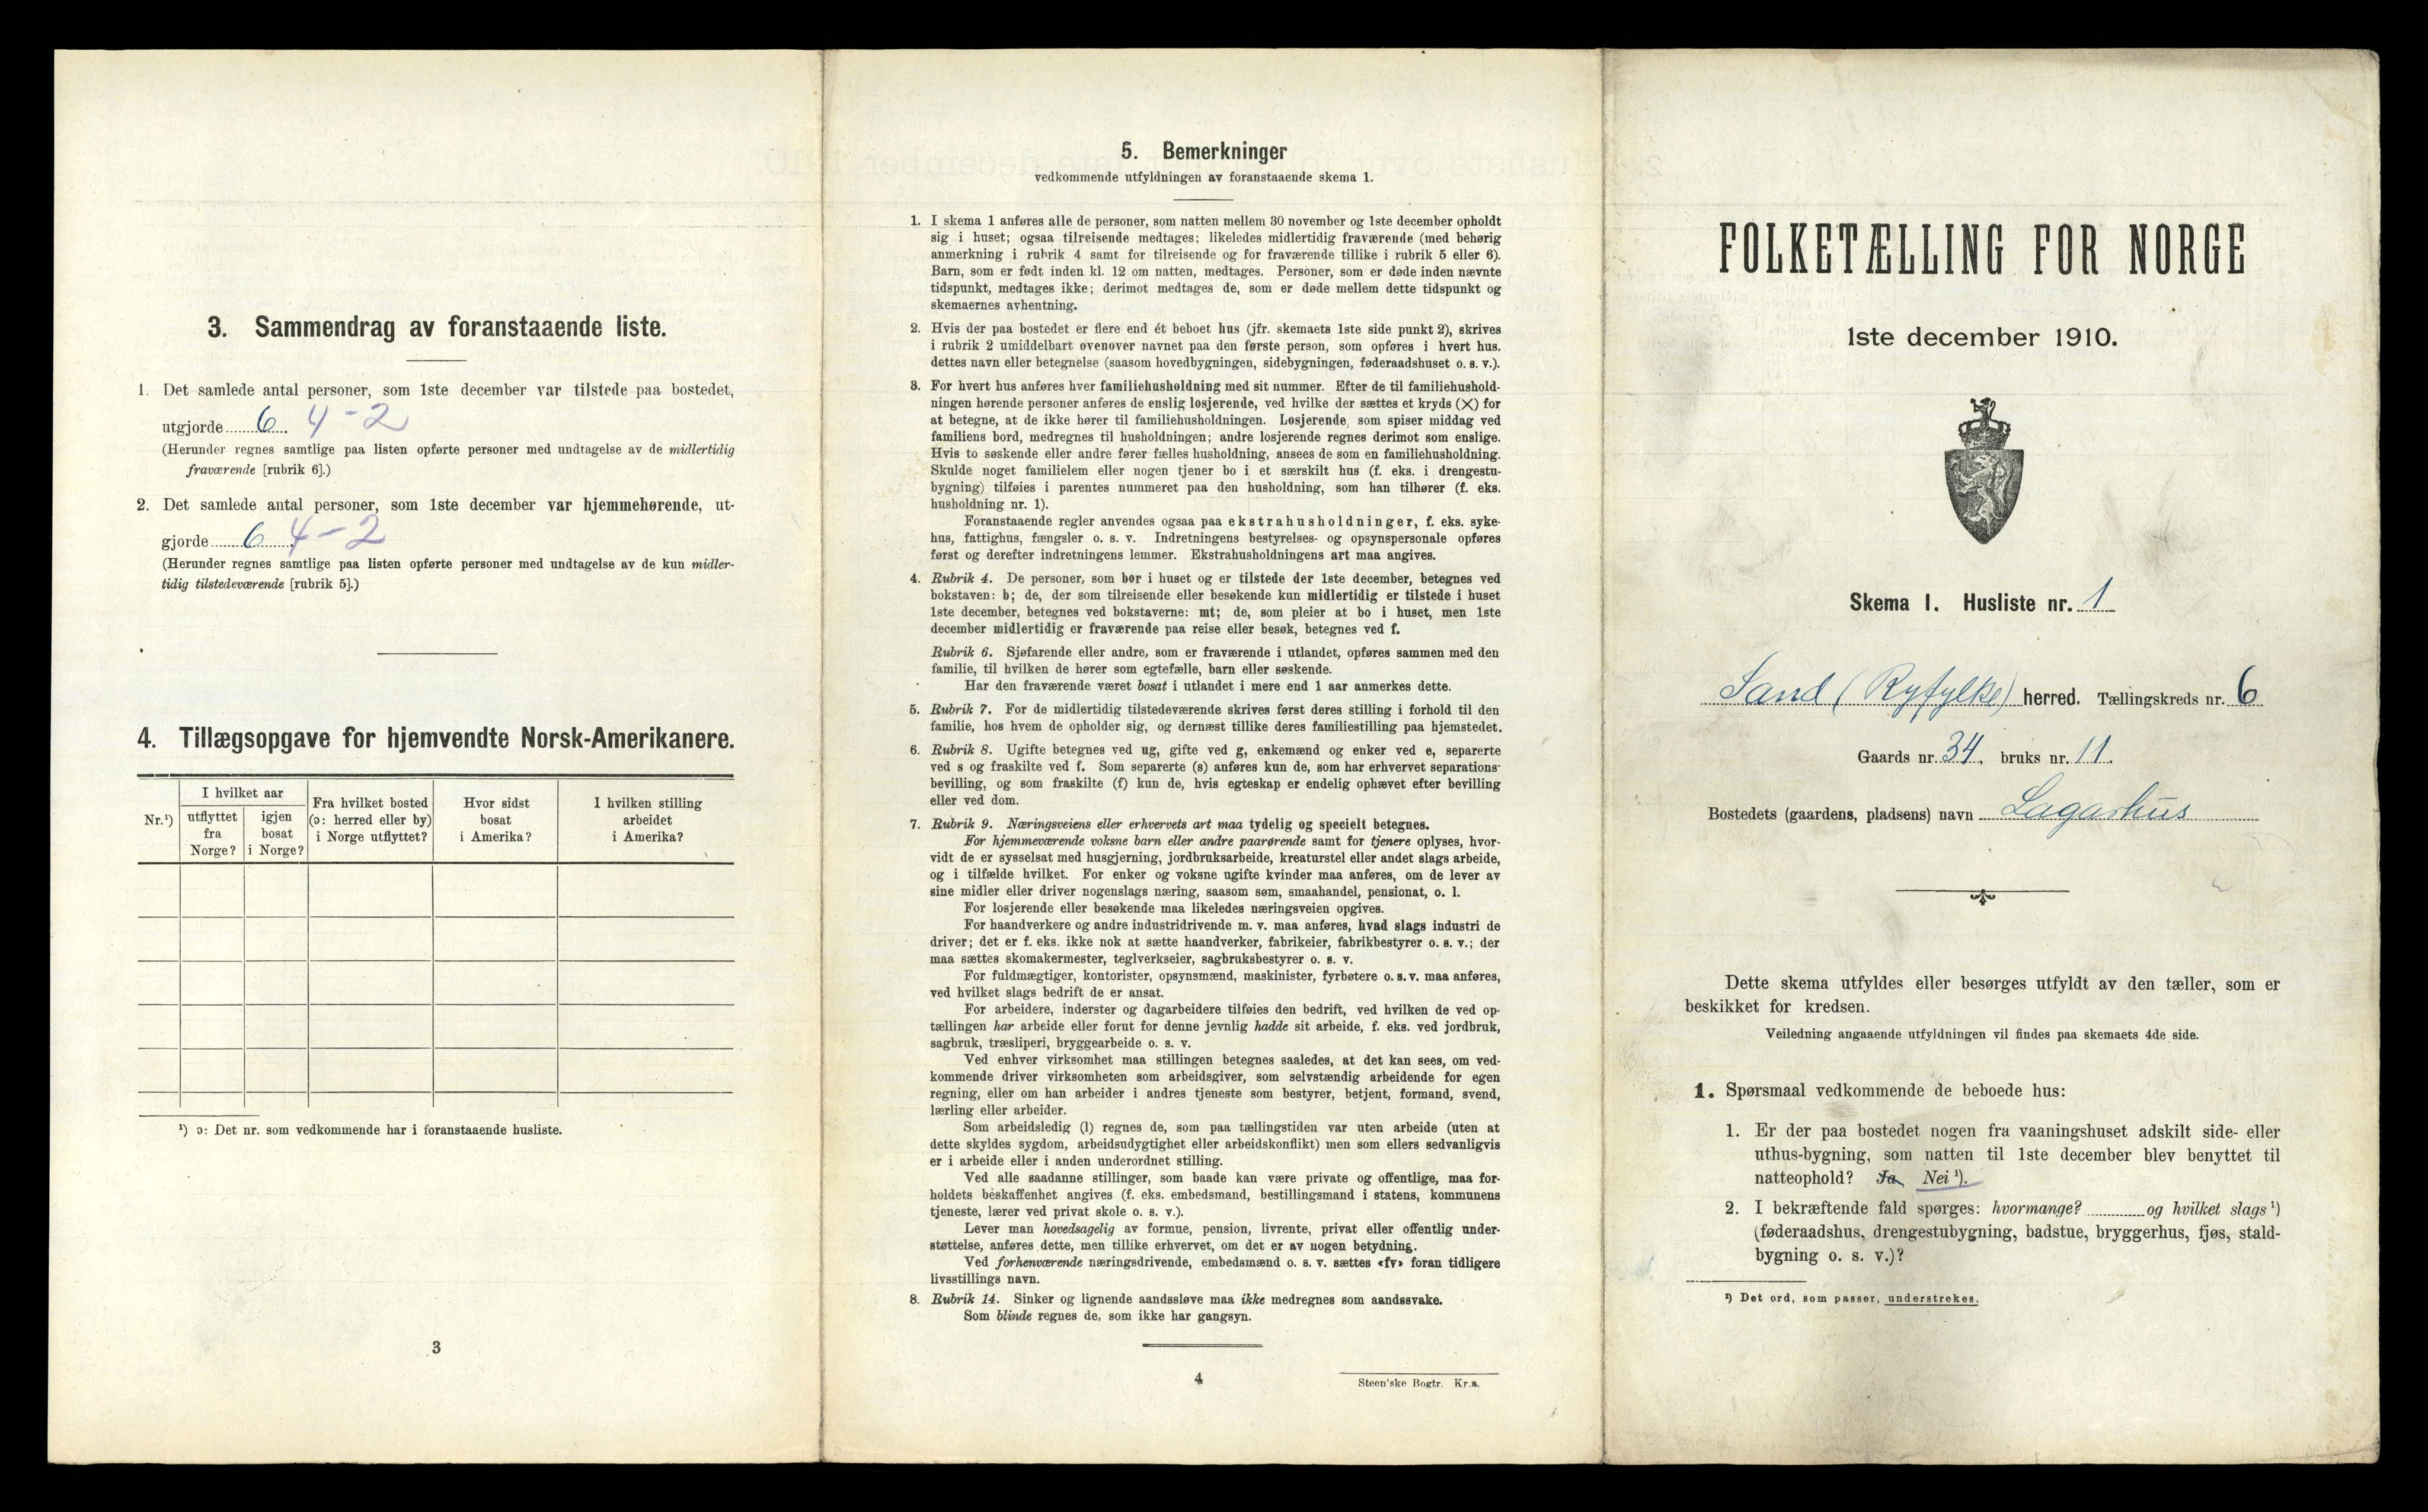 3. Sammendrag av foranstaaende liste.
1. Det samlede antal personer, som 1ste december var tilstede paa bostedet,
utgjorde 6. 4-2
(Herunder regnes samtlige paa listen opførte personer med undtagelse av de midlertidig
fraværende [rubrik 6].)
2. Det samlede antal personer, som 1ste december var hjemmehørende, ut-
gjorde 6 4-2
(Herunder regnes samtlige paa listen opførte personer med undtagelse av de kun midler-
tidig tilstedeværende [rubrik 5].)
4. Tillægsopgave for hjemvendte Norsk-Amerikanere.
Nr.¹)
I hvilket aar
utflyttet
fra
Norge?
igjen
bosat
i Norge?
Fra hvilket bosted
(ɔ: herred eller by)
i Norge utflyttet?
Hvor sidst
bosat
i Amerika?
I hvilken stilling
arbeidet
i Amerika?
¹) ɔ: Det nr. som vedkommende har i foranstaaende husliste.
3
5. Bemerkninger
vedkommende utfyldningen av foranstaaende skema 1.
1. I skema 1 anføres alle de personer, som natten mellem 30 november og 1ste december opholdt
sig i huset; ogsaa tilreisende medtages; likeledes midlertidig fraværende (med behørig
anmerkning i rubrik 4 samt for tilreisende og for fraværende tillike i rubrik 5 eller 6).
Barn, som er født inden kl. 12 om natten, medtages. Personer, som er døde inden nævnte
tidspunkt, medtages ikke; derimot medtages de, som er døde mellem dette tidspunkt og
skemaernes avhentning.
2. Hvis der paa bostedet er flere end ét beboet hus (jfr. skemaets 1ste side punkt 2), skrives
i rubrik 2 umiddelbart ovenover navnet paa den første person, som opføres i hvert hus.
dettes navn eller betegnelse (saasom hovedbygningen, sidebygningen, føderaadshuset o. s. v.).
3. For hvert hus anføres hver familiehusholdning med sit nummer. Efter de til familiehushold-
ningen hørende personer anføres de enslig losjerende, ved hvilke der sættes et kryds (×) for
at betegne, at de ikke hører til familiehusholdningen. Losjerende, som spiser middag ved
familiens bord, medregnes til husholdningen; andre losjerende regnes derimot som enslige.
Hvis to søskende eller andre fører fælles husholdning, ansees de som en familiehusholdning.
Skulde noget familielem eller nogen tjener bo i et særskilt hus (f. eks. i drengestu-
bygning) tilføies i parentes nummeret paa den husholdning, som han tilhører (f. eks.
husholdning nr. 1).
Foranstaaende regler anvendes ogsaa paa ekstrahusholdninger, f. eks. syke-
hus, fattighus, fængsler o. s. v. Indretningens bestyrelses- og opsynspersonale opføres
først og derefter indretningens lemmer. Ekstrahusholdningens art maa angives.
4. Rubrik 4. De personer, som bor i huset og er tilstede der 1ste december, betegnes ved
bokstaven: b; de, der som tilreisende eller besøkende kun midlertidig er tilstede i huset
1ste december, betegnes ved bokstaverne: mt; de, som pleier at bo i huset, men 1ste
december midlertidig er fraværende paa reise eller besøk, betegnes ved f.
Rubrik 6. Sjøfarende eller andre, som er fraværende i utlandet, opføres sammen med den
familie, til hvilken de hører som egtefælle, barn eller søskende.
Har den fraværende været bosat i utlandet i mere end 1 aar anmerkes dette.
5. Rubrik 7. For de midlertidig tilstedeværende skrives først deres stilling i forhold til den
familie, hos hvem de opholder sig, og dernæst tillike deres familiestilling paa hjemstedet.
6. Rubrik 8. Ugifte betegnes ved ug, gifte ved g, enkemænd og enker ved e, separerte
ved s og fraskilte ved f. Som separerte (s) anføres kun de, som har erhvervet separations-
bevilling, og som fraskilte (f) kun de, hvis egteskap er endelig ophævet efter bevilling
eller ved dom.
7. Rubrik 9. Næringsveiens eller erhvervets art maa tydelig og specielt betegnes.
For hjemmeværende voksne barn eller andre paarørende samt for tjenere oplyses, hvor-
vidt de er sysselsat med husgjerning, jordbruksarbeide, kreaturstel eller andet slags arbeide,
og i tilfælde hvilket. For enker og voksne ugifte kvinder maa anføres, om de lever av
sine midler eller driver nogenslags næring, saasom søm, smaahandel, pensionat, o. l.
For losjerende eller besøkende maa likeledes næringsveien opgives.
For haandverkere og andre industridrivende m. v. maa anføres, hvad slags industri de
driver; det er f. eks. ikke nok at sætte haandverker, fabrikeier, fabrikbestyrer o. s. v.; der
maa sættes skomakermester, teglverkseier, sagbruksbestyrer o. s. v.
For fuldmægtiger, kontorister, opsynsmænd, maskinister, fyrbøtere o. s. v. maa anføres,
ved hvilket slags bedrift de er ansat.
For arbeidere, inderster og dagarbeidere tilføies den bedrift, ved hvilken de ved op-
tællingen har arbeide eller forut for denne jevnlig hadde sit arbeide, f. eks. ved jordbruk,
sagbruk, træsliperi, bryggearbeide o. s. v.
Ved enhver virksomhet maa stillingen betegnes saaledes, at det kan sees, om ved-
kommende driver virksomheten som arbeidsgiver, som selvstændig arbeidende for egen
regning, eller om han arbeider i andres tjeneste som bestyrer, betjent, formand, svend,
lærling eller arbeider.
Som arbeidsledig (l) regnes de, som paa tællingstiden var uten arbeide (uten at
dette skyldes sygdom, arbeidsudygtighet eller arbeidskonflikt) men som ellers sedvanligvis
er i arbeide eller i anden underordnet stilling.
Ved alle saadanne stillinger, som baade kan være private og offentlige, maa for-
holdets beskaffenhet angives (f. eks. embedsmand, bestillingsmand i statens, kommunens
tjeneste, lærer ved privat skole o. s. v.).
Lever man hovedsagelig av formue, pension, livrente, privat eller offentlig under-
støttelse, anføres dette, men tillike erhvervet, om det er av nogen betydning.
Ved forhenværende næringsdrivende, embedsmænd o. s. v. sættes «fv» foran tidligere
livsstillings navn.
8. Rubrik 14. Sinker og lignende aandssløve maa ikke medregnes som aandssvake.
Som blinde regnes de, som ikke har gangsyn.
4
Steen'ske Bogtr. Kr.a.
FOLKETÆLLING FOR NORGE
1ste december 1910.
Skema I. Husliste nr. 1
Sand (Ryfylke) herred. Tællingskreds nr. 6
Gaards nr. 34, bruks nr. 11.
Bostedets (gaardens, pladsens) navn Lagarhus
Dette skema utfyldes eller besørges utfyldt av den tæller, som er
beskikket for kredsen.
Veiledning angaaende utfyldningen vil findes paa skemaets 4de side.
1. Spørsmaal vedkommende de beboede hus:
1. Er der paa bostedet nogen fra vaaningshuset adskilt side- eller
uthus-bygning, som natten til 1ste december blev benyttet til
natteophold? Ja Nei ¹).
2. I bekræftende fald spørges: hvormange? og hvilket slags ¹)
(føderaadshus, drengestubygning, badstue, bryggerhus, fjøs, stald-
bygning o. s. v.)?
¹) Det ord, som passer, understrekes.